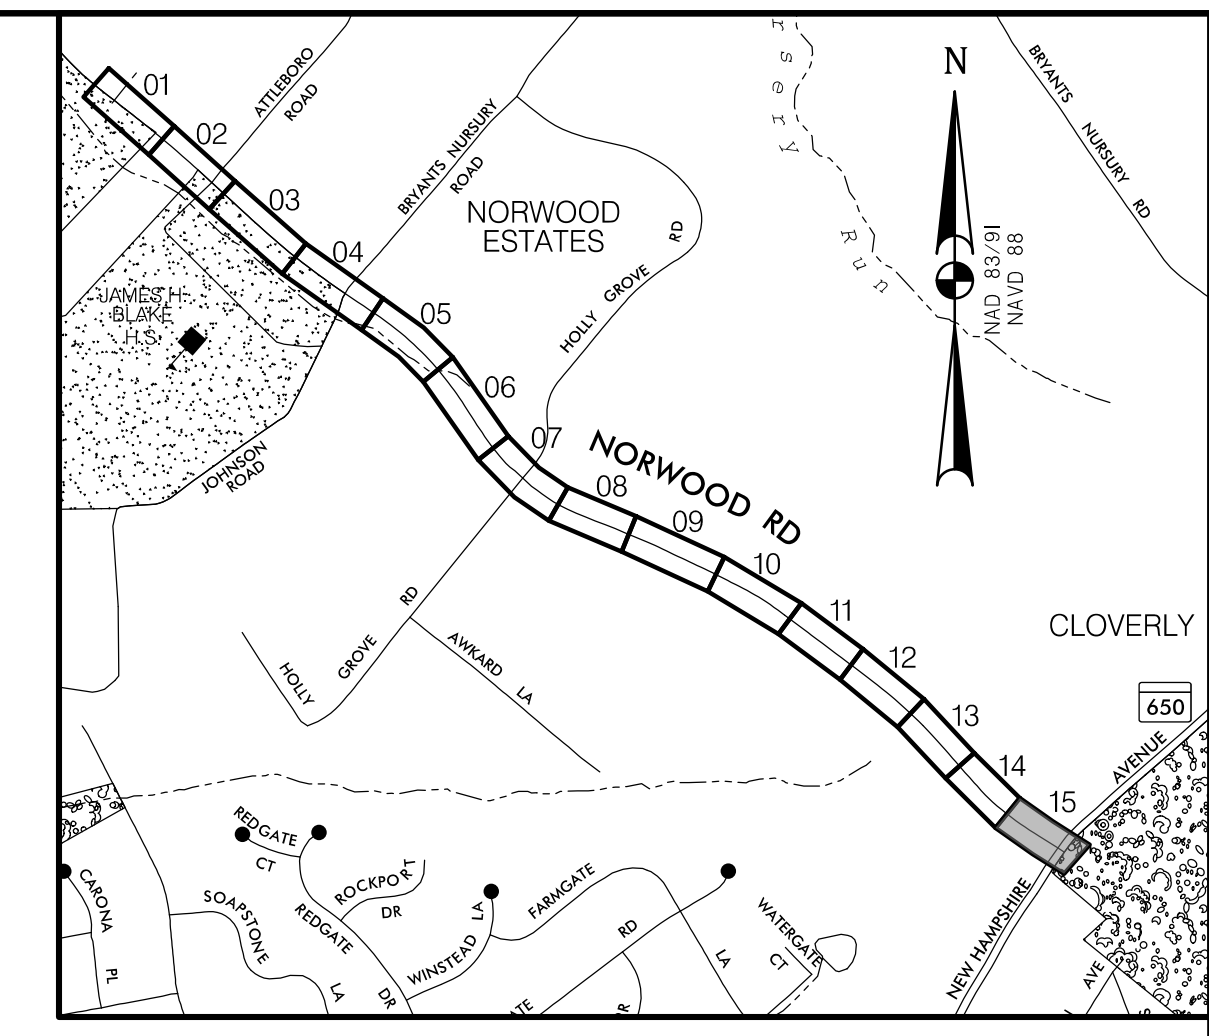 01
02
03
04
05
06
07
08
09
10
11
12
13
14
15
ATTLEBORO
ROAD
BRYANTS NURSURY
ROAD
NORWOOD
ESTATES
HOLLY GROVE RD
rsery
Run
N
NAD 83/91
NAVD 88
BRYANTS NURSURY RD
JAMES H.
BLAKE
H.S.
JOHNSON
ROAD
NORWOOD RD
HOLLY GROVE RD
AWKARD LA
CLOVERLY
650
NEW HAMPSHIRE AVENUE
REDGATE
CT
ROCKPORT
DR
SOAPSTONE LA
REDGATE DR
CARONA PL
WINSTEAD LA
FARMGATE LA
RD
WATERGATE
CT
AVE